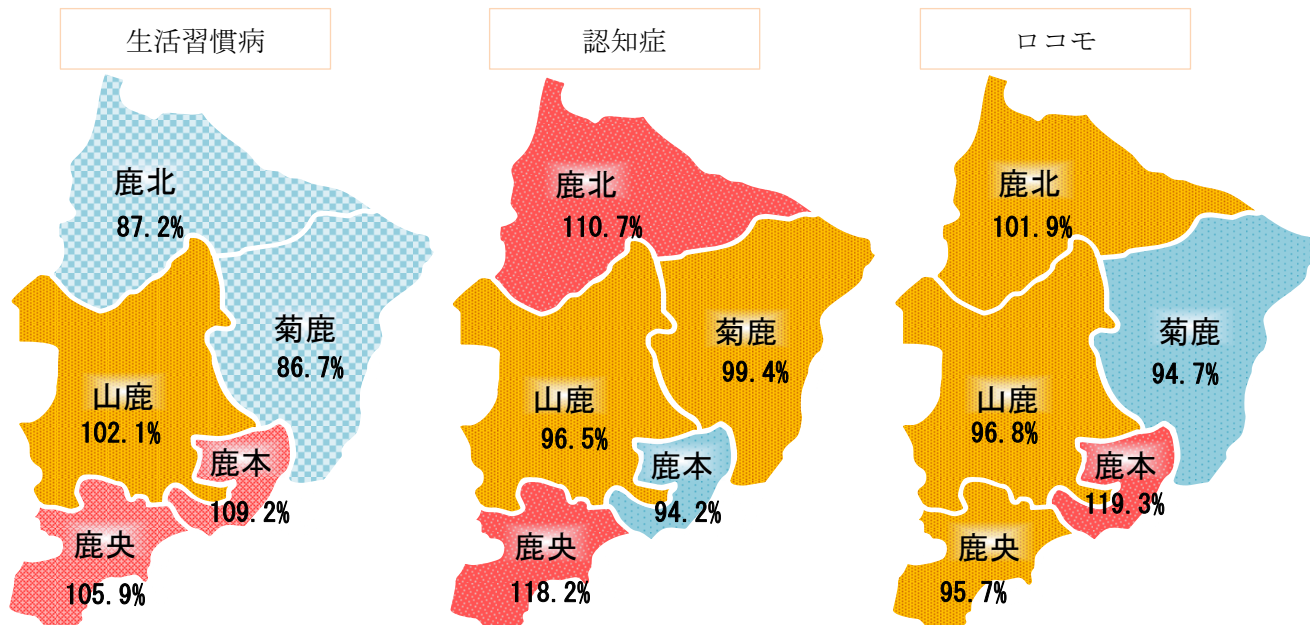 生活習慣病
鹿北
87.2%
菊鹿
86.7%
山鹿
102.1%
鹿本
109.2%
鹿央
105.9%
認知症
鹿北
110.7%
菊鹿
99.4%
山鹿
96.5%
鹿本
94.2%
鹿央
118.2%
ロコモ
鹿北
101.9%
菊鹿
94.7%
山鹿
96.8%
鹿本
119.3%
鹿央
95.7%